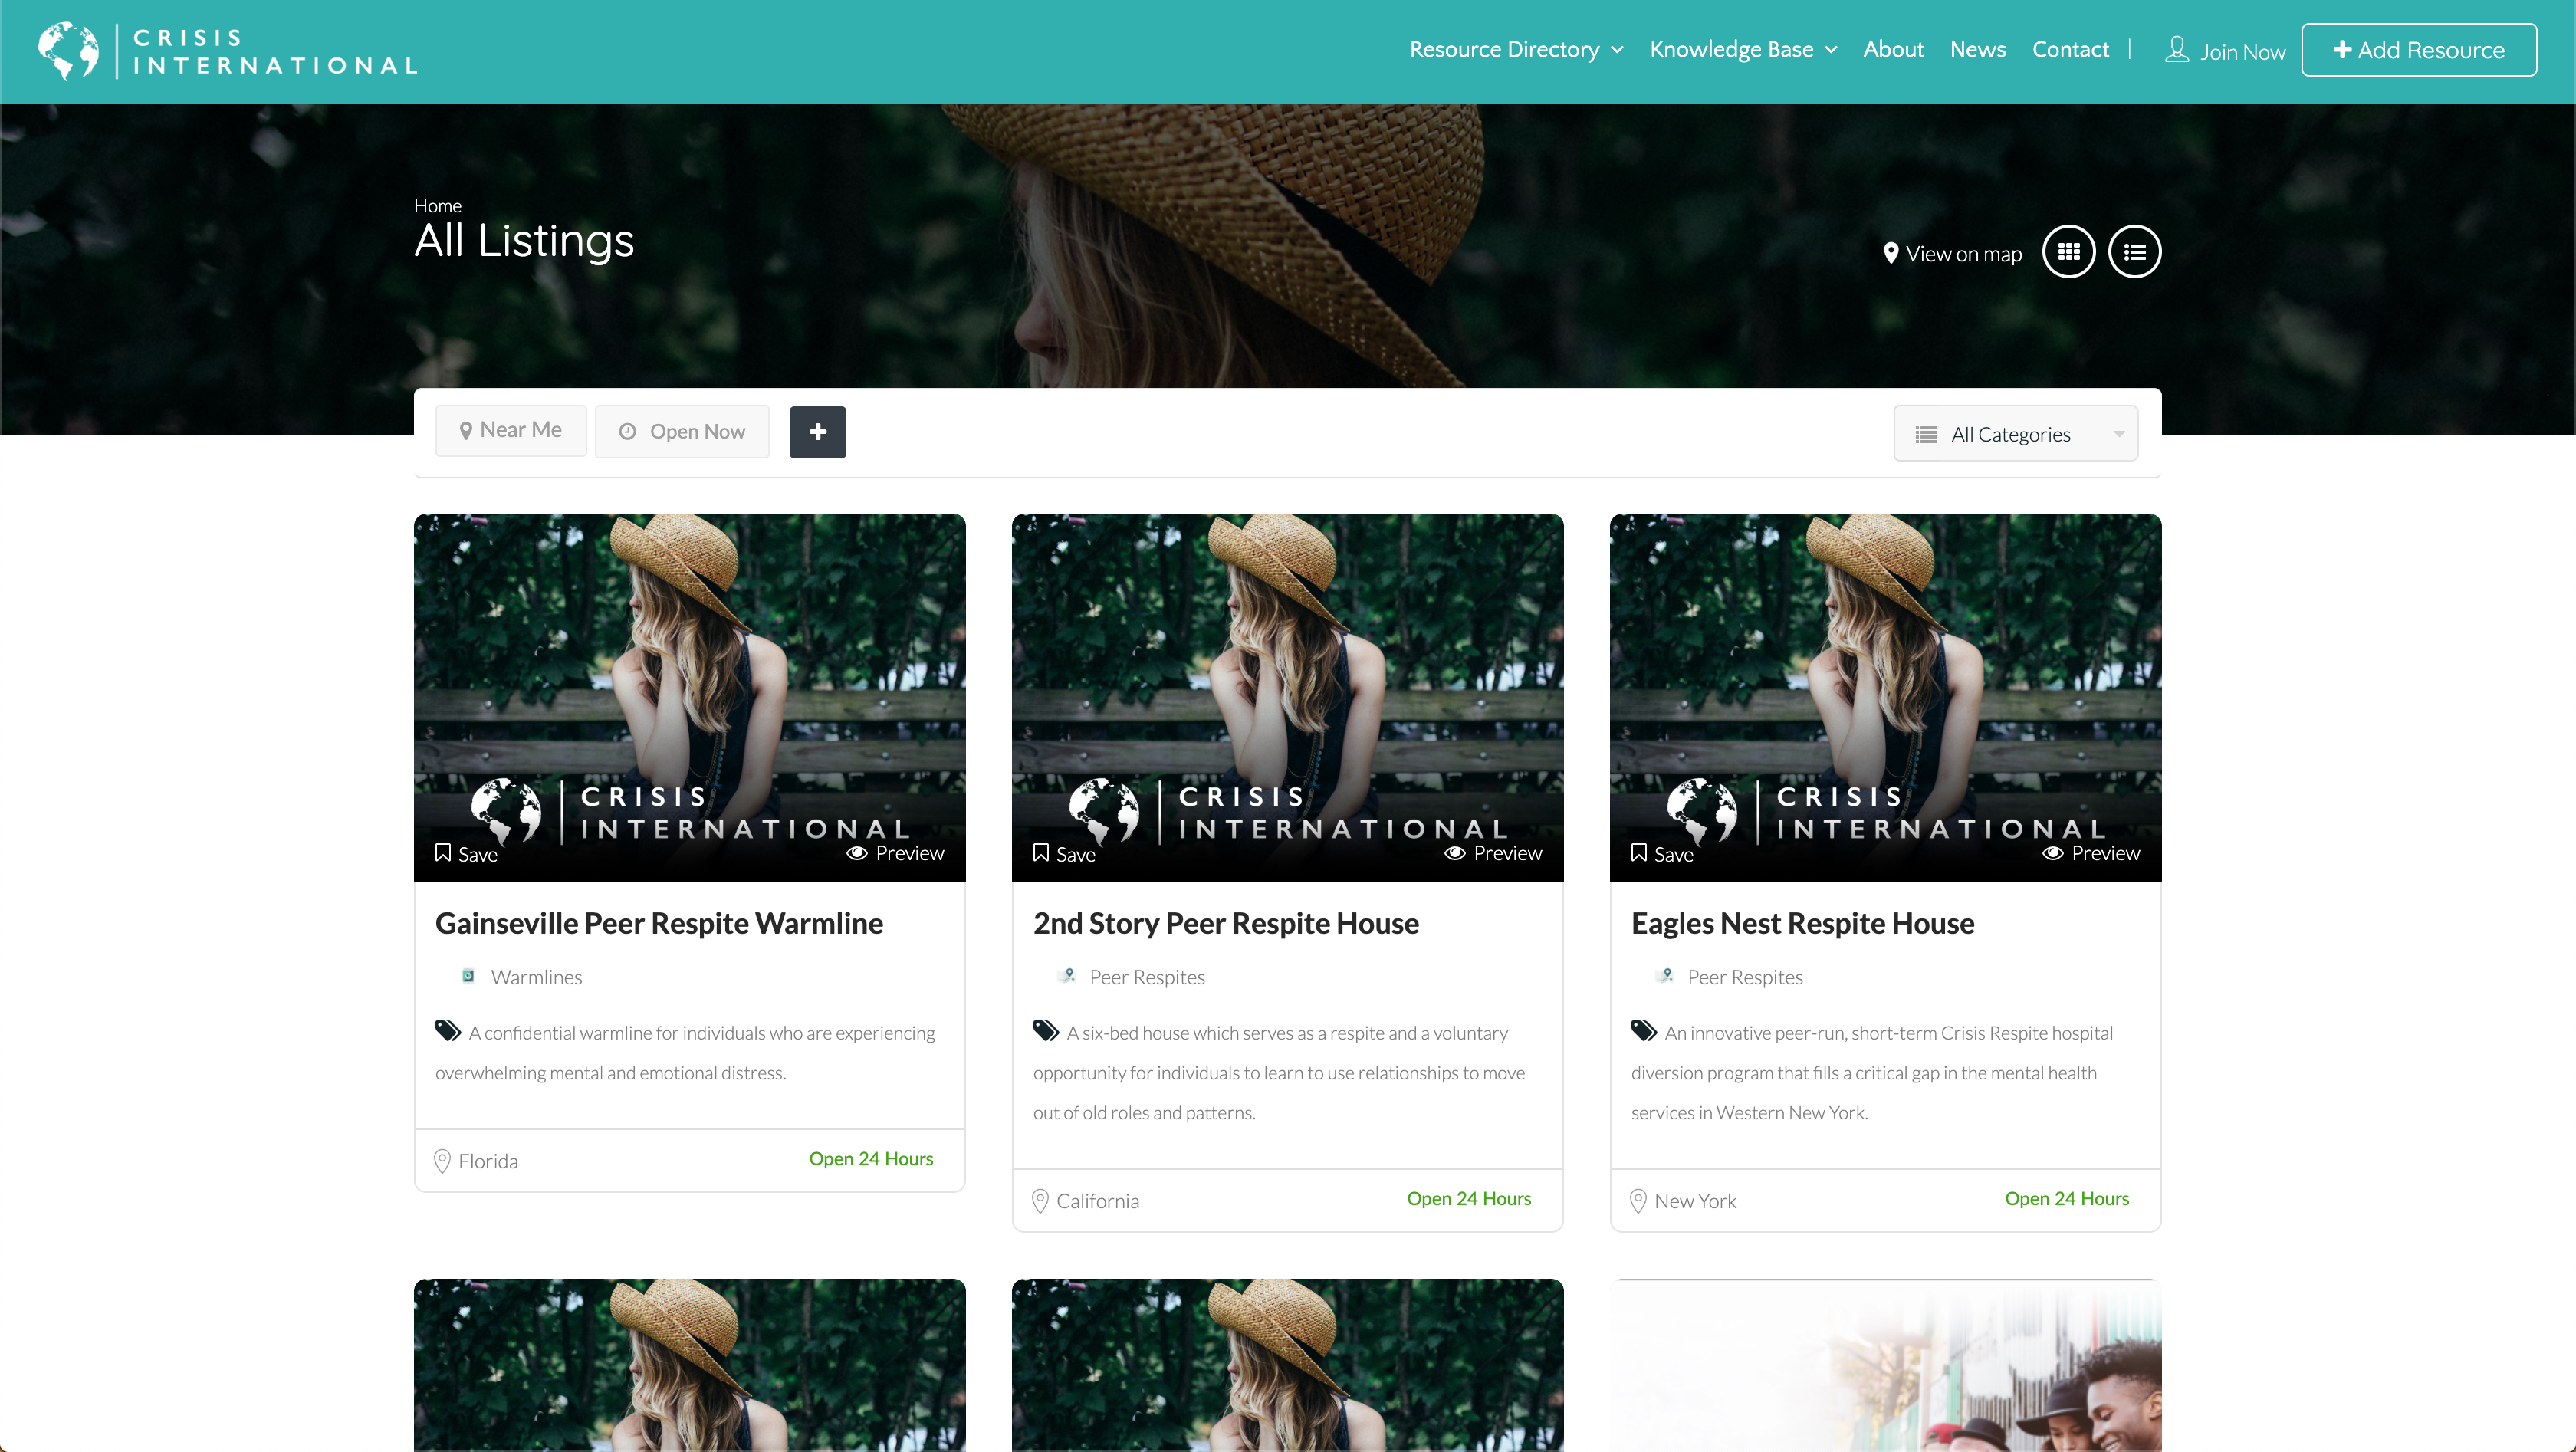 CRISIS
INTERNATIONAL
Resource Directory
Knowledge Base
About
News
Contact
Join Now
Add Resource
Home
All Listings
View on map
Near Me
Open Now
All Categories
CRISIS
INTERNATIONAL
Save
Preview
Gainseville Peer Respite Warmline
Warmlines
A confidential warmline for individuals who are experiencing
overwhelming mental and emotional distress.
Florida
Open 24 Hours
CRISIS
INTERNATIONAL
Save
Preview
2nd Story Peer Respite House
Peer Respites
A six-bed house which serves as a respite and a voluntary
opportunity for individuals to learn to use relationships to move
out of old roles and patterns.
California
Open 24 Hours
CRISIS
INTERNATIONAL
Save
Preview
Eagles Nest Respite House
Peer Respites
An innovative peer-run, short-term Crisis Respite hospital
diversion program that fills a critical gap in the mental health
services in Western New York.
New York
Open 24 Hours